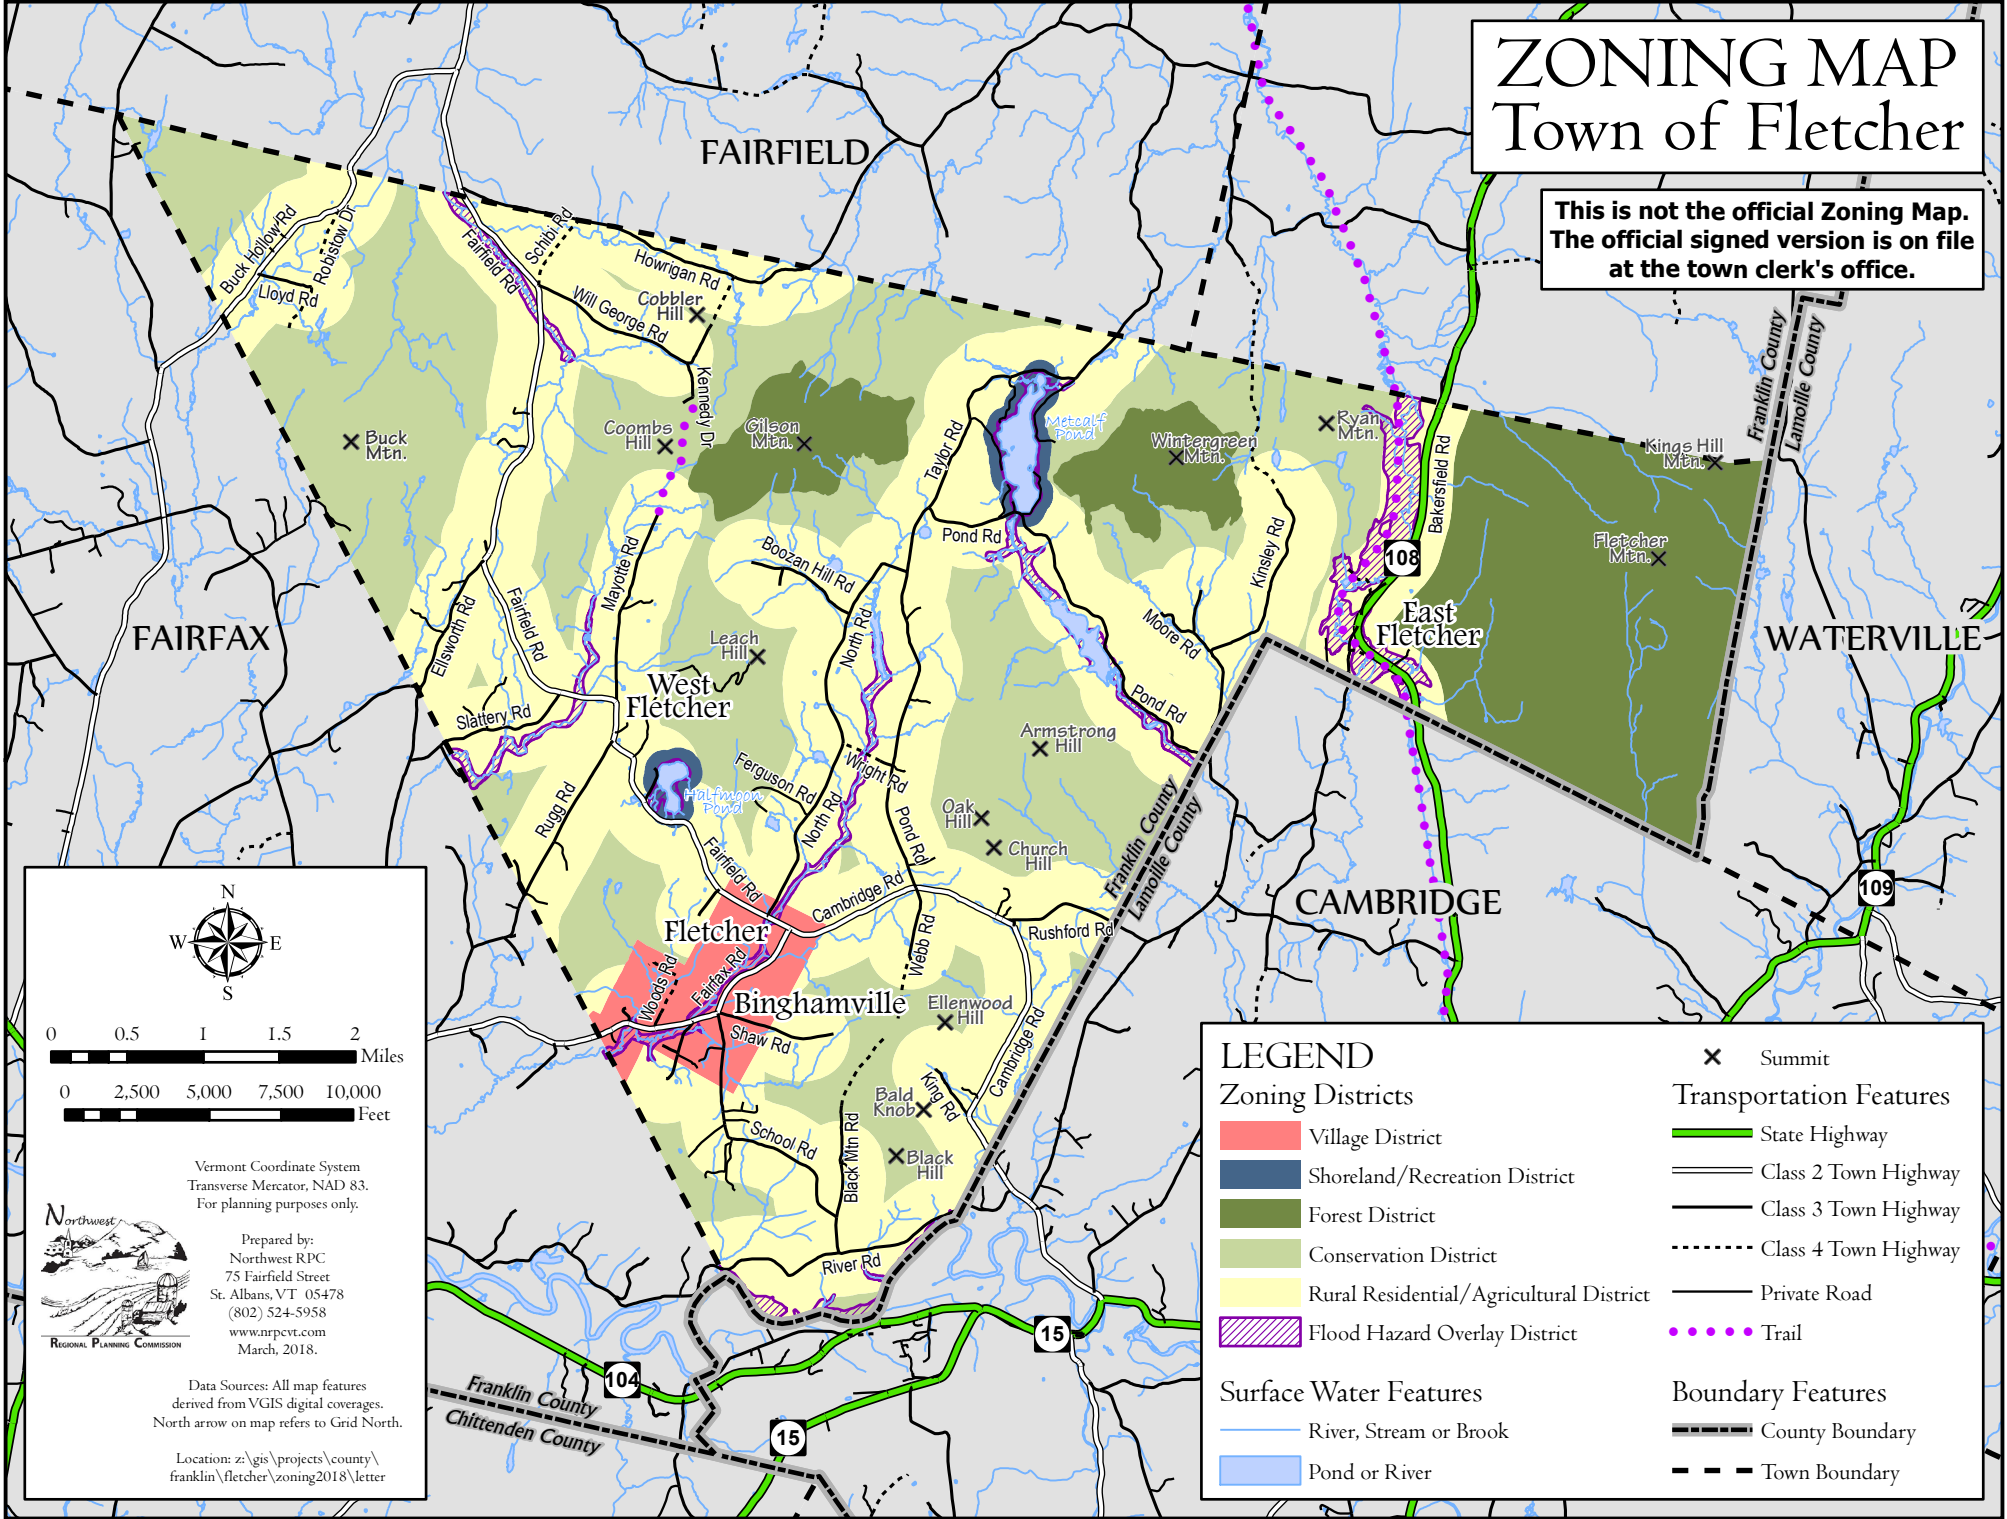 ZONING MAP
Town of Fletcher
This is not the official Zoning Map.
The official signed version is on file
at the town clerk's office.
FAIRFIELD
FAIRFAX
WATERVILLE
CAMBRIDGE
Franklin County
Lamoille County
Buck Hollow Rd
Robistow Dr
Lloyd Rd
Fairfield Rd
Schibi Rd
Howrigan Rd
Will George Rd
Cobbler
Hill
Kennedy Dr
Buck
Mtn.
Coombs
Hill
Gilson
Mtn.
Taylor Rd
Metcalf
Pond
Wintergreen
Mtn.
Ryan
Mtn.
Bakersfield Rd
Kings Hill
Mtn.
Fletcher
Mtn.
108
East
Fletcher
Pond Rd
Kinsley Rd
Boozan Hill Rd
Mayotte Rd
Ellsworth Rd
Fairfield Rd
Leach
Hill
North Rd
Moore Rd
West
Fletcher
Slattery Rd
Pond Rd
Armstrong
Hill
Halfmoon
Pond
Ferguson Rd
Wright Rd
Rugg Rd
North Rd
Pond Rd
Oak
Hill
Church
Hill
Franklin County
Lamoille County
Fairfield Rd
Cambridge Rd
Fletcher
Webb Rd
Rushford Rd
Woods Rd
Fairfax Rd
Binghamville
Ellenwood
Hill
Shaw Rd
Cambridge Rd
Bald
Knob
King Rd
School Rd
Black Mtn Rd
Black
Hill
River Rd
109
15
104
15
Franklin County
Chittenden County
N
W
E
S
0 0.5 1 1.5 2
Miles
0 2,500 5,000 7,500 10,000
Feet
Vermont Coordinate System
Transverse Mercator, NAD 83.
For planning purposes only.
Northwest
REGIONAL PLANNING COMMISSION
Prepared by:
Northwest RPC
75 Fairfield Street
St. Albans, VT 05478
(802) 524-5958
www.nrpcvt.com
March, 2018.
Data Sources: All map features
derived from VGIS digital coverages.
North arrow on map refers to Grid North.
Location: z:\gis\projects\county\
franklin\fletcher\zoning2018\letter
LEGEND
Zoning Districts
Village District
Shoreland/Recreation District
Forest District
Conservation District
Rural Residential/Agricultural District
Flood Hazard Overlay District
Surface Water Features
River, Stream or Brook
Pond or River
Summit
Transportation Features
State Highway
Class 2 Town Highway
Class 3 Town Highway
Class 4 Town Highway
Private Road
Trail
Boundary Features
County Boundary
Town Boundary